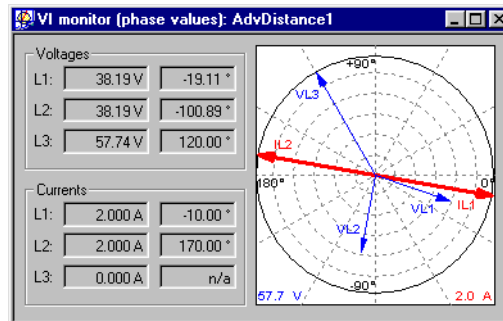 VI monitor (phase values): AdvDistance1
Voltages
L1: 38.19 V -19.11 °
L2: 38.19 V -100.89 °
L3: 57.74 V 120.00 °
Currents
L1: 2.000 A -10.00 °
L2: 2.000 A 170.00 °
L3: 0.000 A n/a
+90°
VL3
IL2
180°
0°
IL1
VL1
VL2
-90°
57.7 V
2.0 A